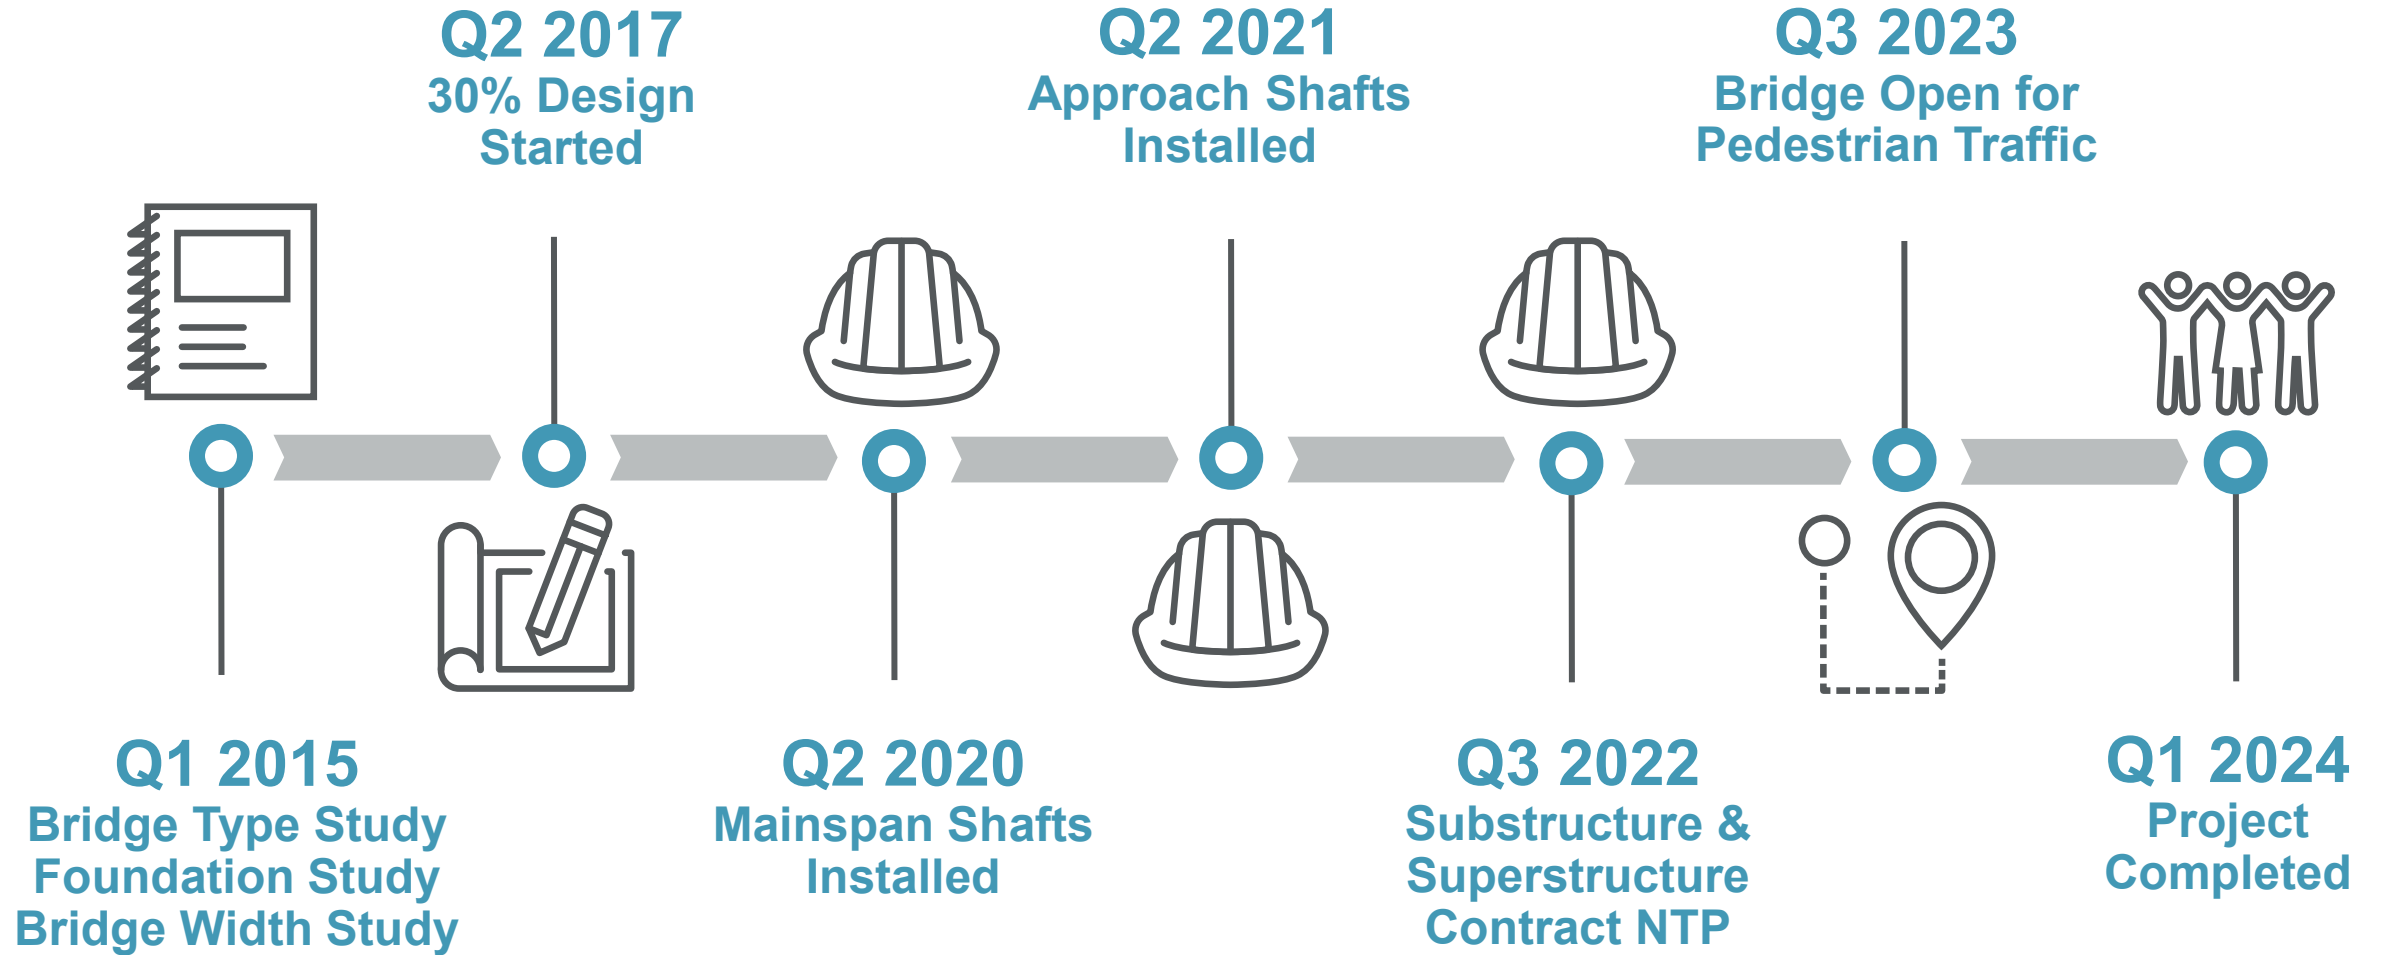 Q1 2015
Bridge Type Study
Foundation Study
Bridge Width Study
Q2 2017
30% Design
Started
Q2 2020
Mainspan Shafts
Installed
Q2 2021
Approach Shafts
Installed
Q3 2022
Substructure &
Superstructure
Contract NTP
Q3 2023
Bridge Open for
Pedestrian Traffic
Q1 2024
Project
Completed